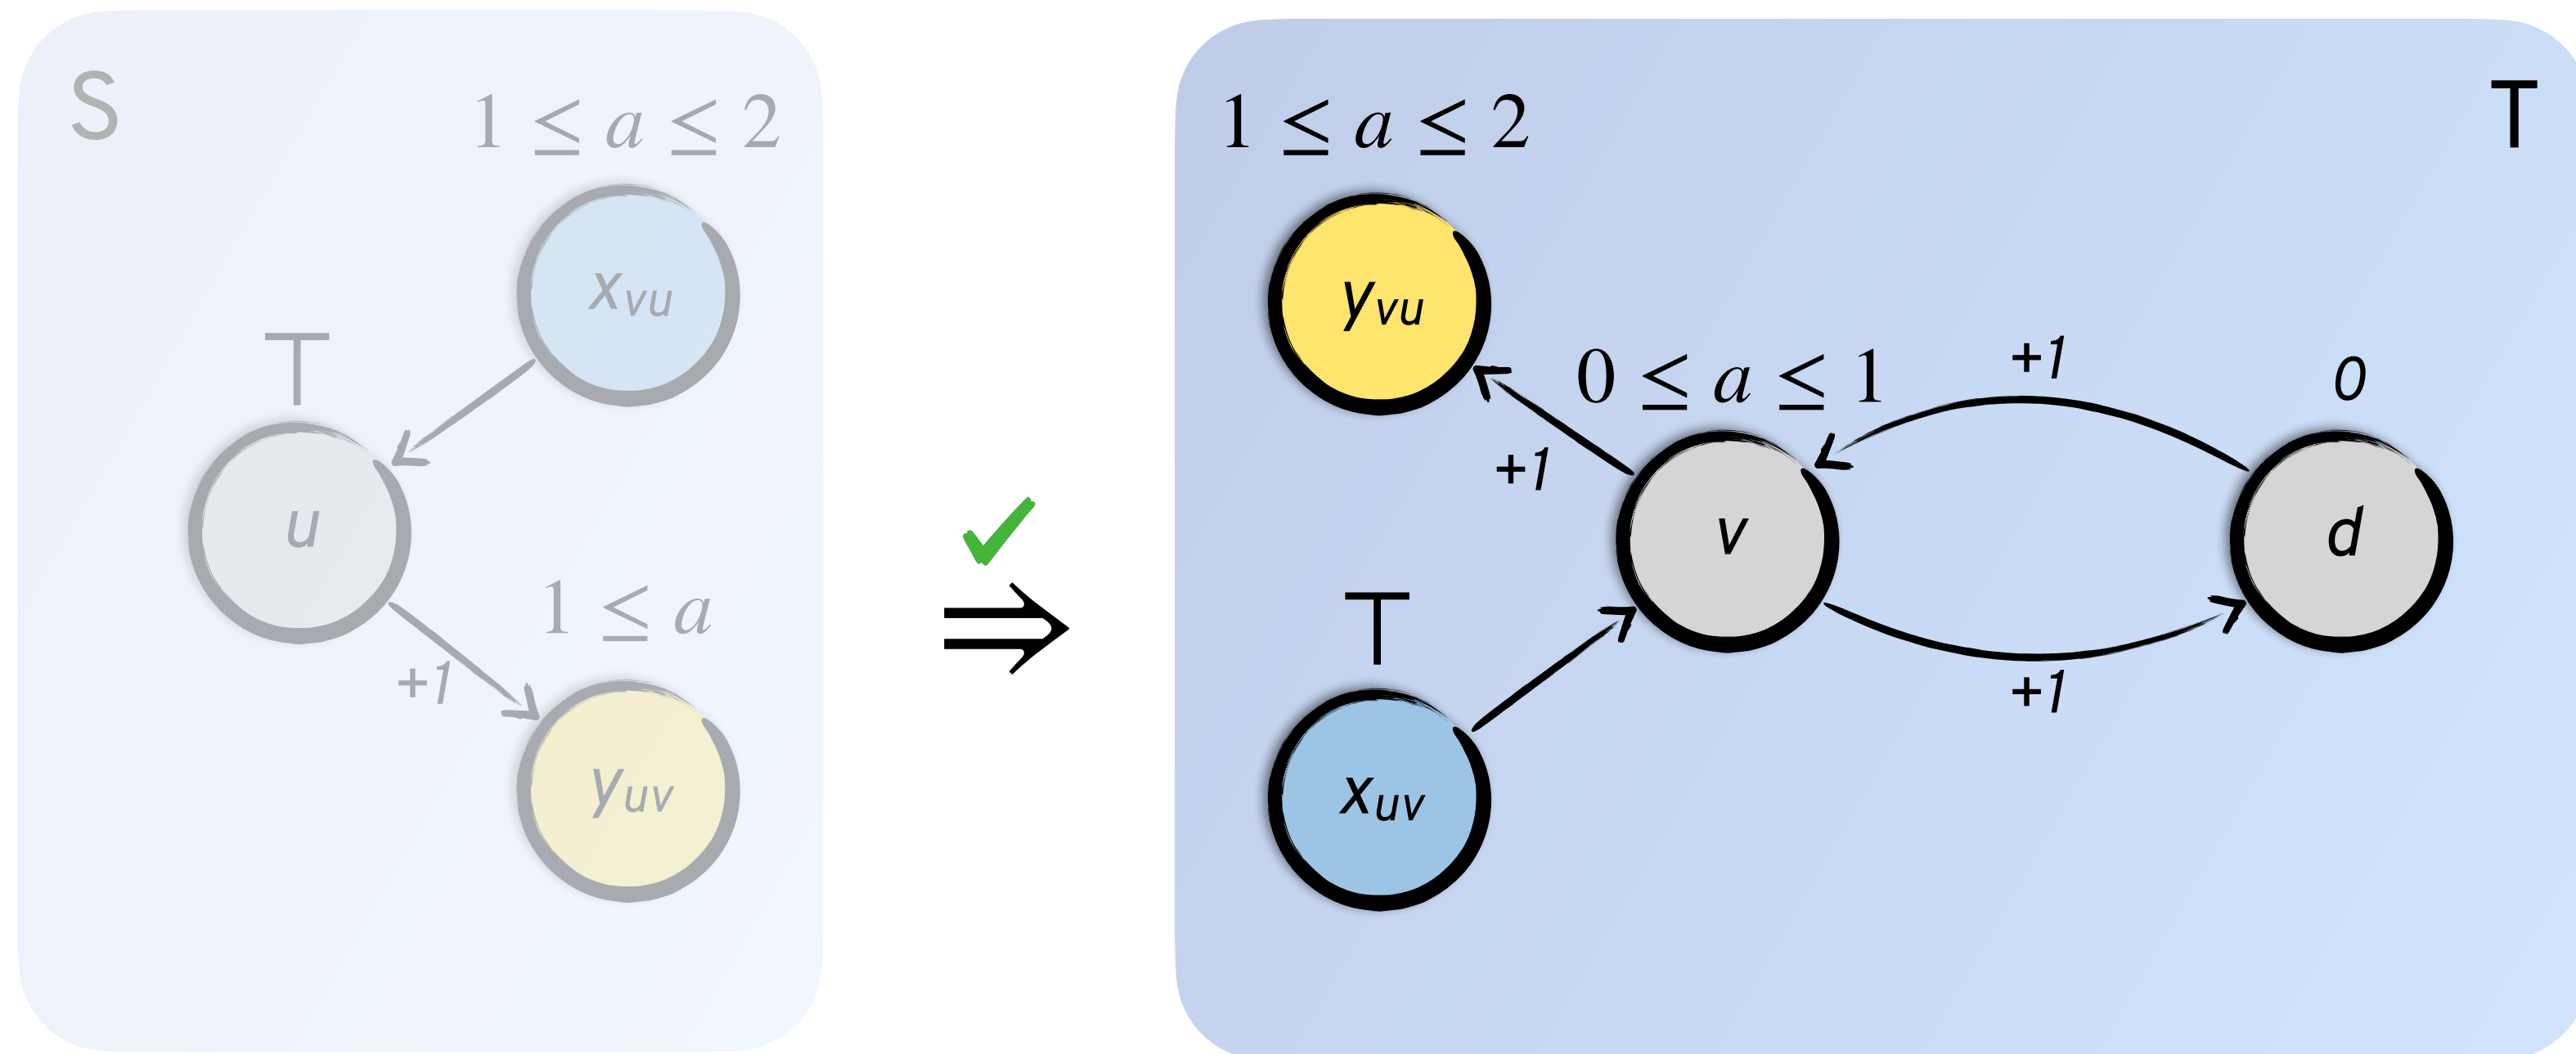 S
1 ≤ a ≤ 2
x_vu
⊤
u
1 ≤ a
+1
y_uv
✓
⇒
1 ≤ a ≤ 2
T
y_vu
0 ≤ a ≤ 1
+1
0
+1
v
d
⊤
+1
x_uv